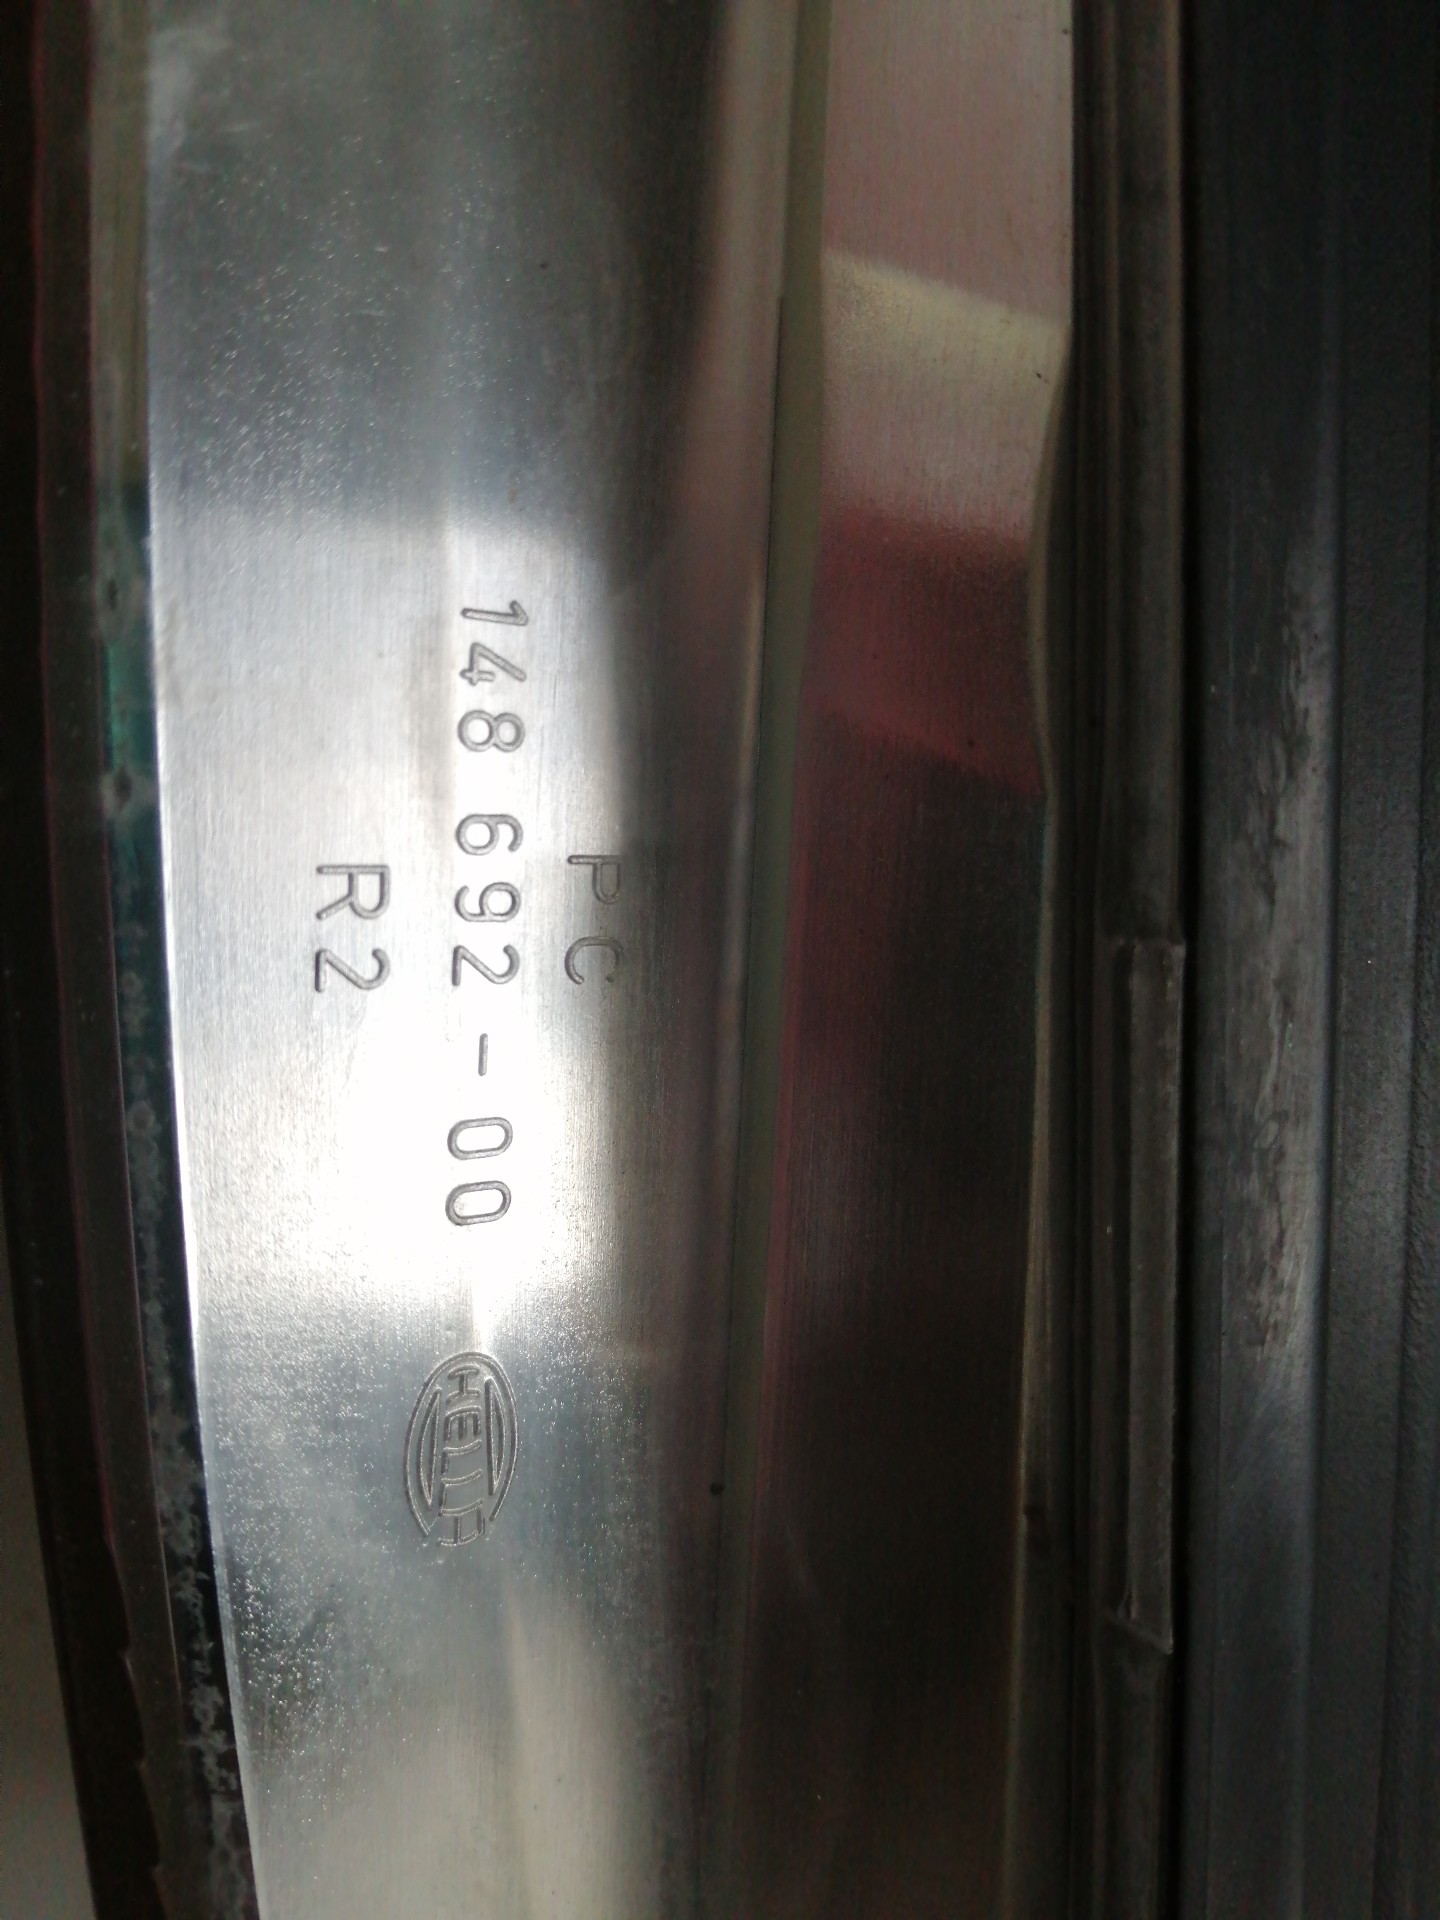 PC
148 692-00
R2
HELLA